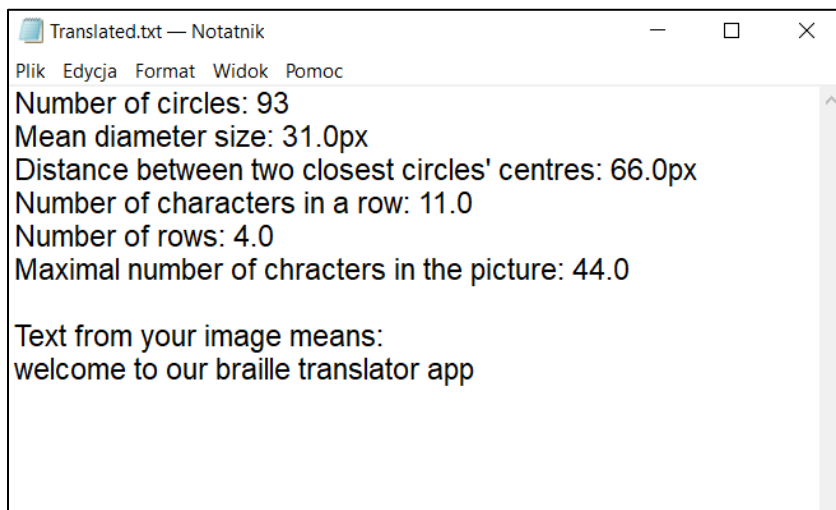 Translated.txt — Notatnik
Plik Edycja Format Widok Pomoc
Number of circles: 93
Mean diameter size: 31.0px
Distance between two closest circles' centres: 66.0px
Number of characters in a row: 11.0
Number of rows: 4.0
Maximal number of chracters in the picture: 44.0

Text from your image means:
welcome to our braille translator app